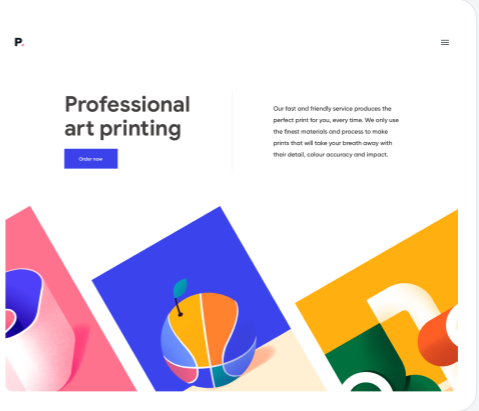 P.
Professional
art printing
Order now
Our fast and friendly service produces the
perfect print for you, every time. We only use
the finest materials and process to make
prints that will take your breath away with
their detail, colour accuracy and impact.